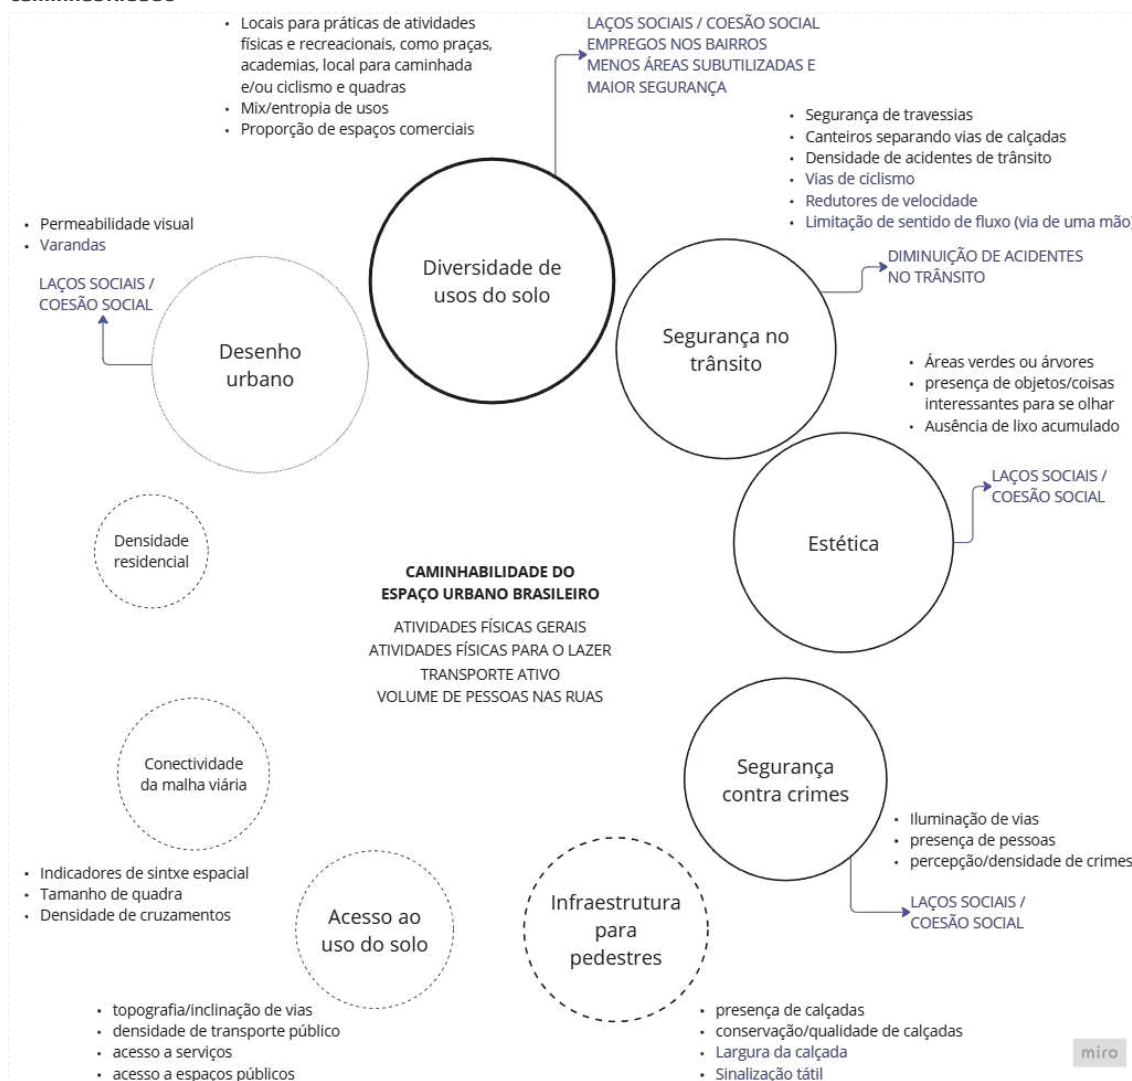 • Locais para práticas de atividades
físicas e recreacionais, como praças,
academias, local para caminhada
e/ou ciclismo e quadras
• Mix/entropia de usos
• Proporção de espaços comerciais
LAÇOS SOCIAIS / COESÃO SOCIAL
EMPREGOS NOS BAIRROS
MENOS ÁREAS SUBUTILIZADAS E
MAIOR SEGURANÇA
• Segurança de travessias
• Canteiros separando vias de calçadas
• Densidade de acidentes de trânsito
• Vias de ciclismo
• Redutores de velocidade
• Limitação de sentido de fluxo (via de uma mão)
• Permeabilidade visual
• Varandas
LAÇOS SOCIAIS /
COESÃO SOCIAL
Diversidade de
usos do solo
DIMINUIÇÃO DE ACIDENTES
NO TRÂNSITO
Segurança no
trânsito
Desenho
urbano
• Áreas verdes ou árvores
• presença de objetos/coisas
interessantes para se olhar
• Ausência de lixo acumulado
LAÇOS SOCIAIS /
COESÃO SOCIAL
Estética
Densidade
residencial
CAMINHABILIDADE DO
ESPAÇO URBANO BRASILEIRO
ATIVIDADES FÍSICAS GERAIS
ATIVIDADES FÍSICAS PARA O LAZER
TRANSPORTE ATIVO
VOLUME DE PESSOAS NAS RUAS
Conectividade
da malha viária
Segurança
contra crimes
• Iluminação de vias
• presença de pessoas
• percepção/densidade de crimes
LAÇOS SOCIAIS /
COESÃO SOCIAL
• Indicadores de sintxe espacial
• Tamanho de quadra
• Densidade de cruzamentos
Acesso ao
uso do solo
Infraestrutura
para
pedestres
• topografia/inclinação de vias
• densidade de transporte público
• acesso a serviços
• acesso a espaços públicos
• presença de calçadas
• conservação/qualidade de calçadas
• Largura da calçada
• Sinalização tátil
miro